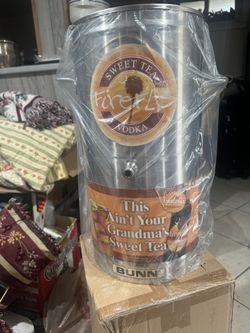 SWEET TEA
FIREFLY
VODKA
This
Ain't Your
Grandma's
Sweet Tea
BUNN